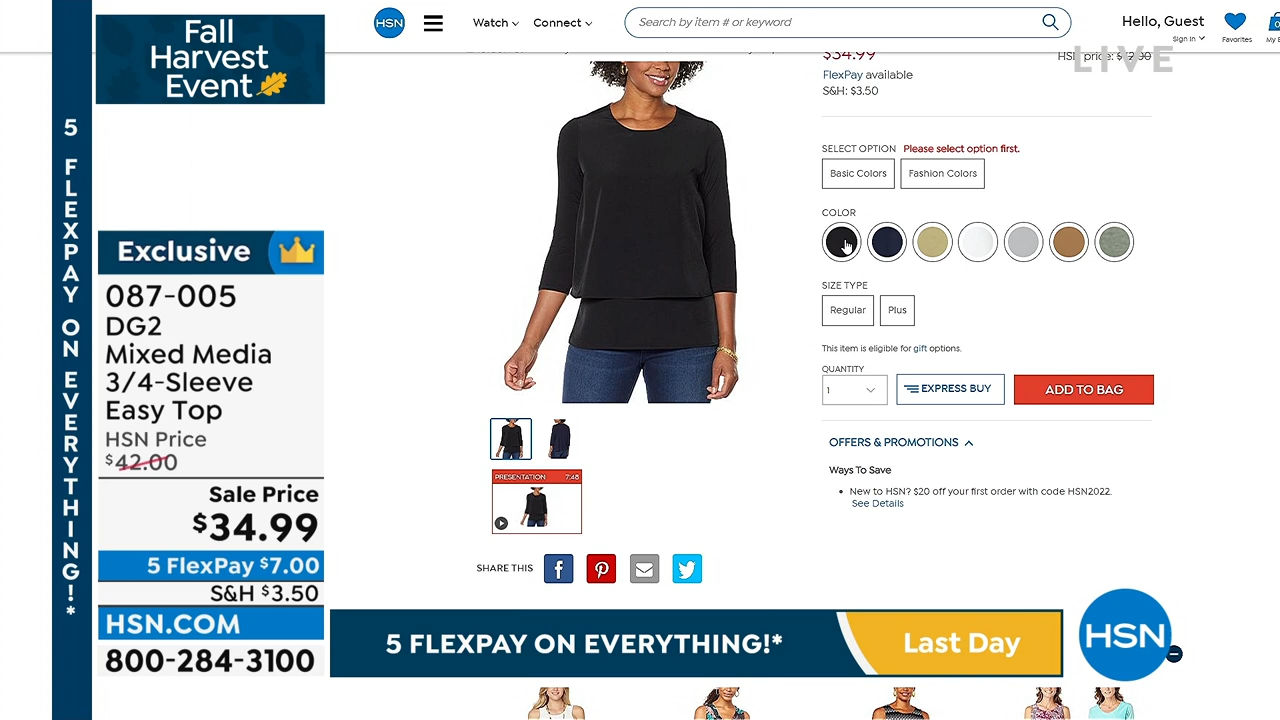 Fall
Harvest
Event
5 FLEXPAY ON EVERYTHING!*
Exclusive
087-005
DG2
Mixed Media
3/4-Sleeve
Easy Top
HSN Price
$42.00
Sale Price
$34.99
5 FlexPay $7.00
S&H $3.50
HSN.COM
800-284-3100
HSN
Watch
Connect
Search by item # or keyword
Hello, Guest
Sign In
Favorites
0
My
LIVE
$34.99
HSN price:
FlexPay available
S&H: $3.50
SELECT OPTION Please select option first.
Basic Colors
Fashion Colors
COLOR
SIZE TYPE
Regular
Plus
This item is eligible for gift options.
QUANTITY
1
EXPRESS BUY
ADD TO BAG
OFFERS & PROMOTIONS
Ways To Save
• New to HSN? $20 off your first order with code HSN2022.
See Details
PRESENTATION 7:48
SHARE THIS
5 FLEXPAY ON EVERYTHING!*
Last Day
HSN